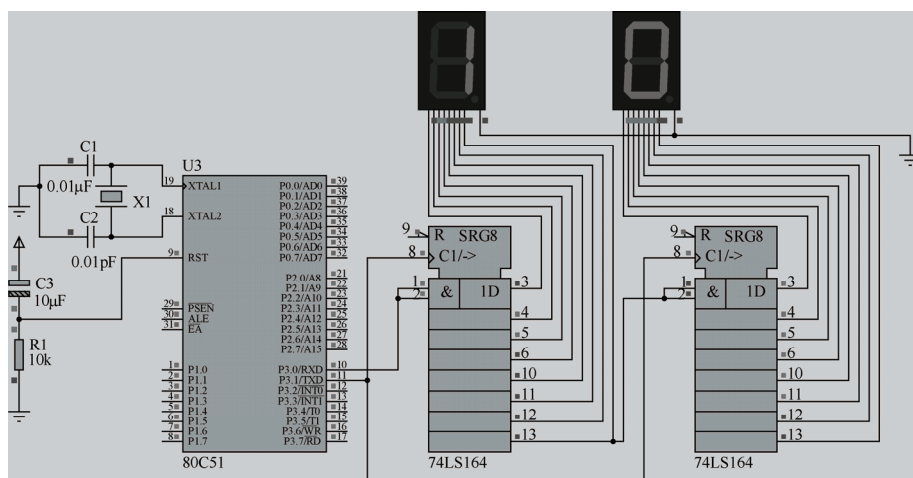 1
0
C1
0.01μF
X1
C2
0.01pF
C3
10μF
R1
10k
U3
19
XTAL1
18
XTAL2
9
RST
29
PSEN
30
ALE
31
EA
1
P1.0
2
P1.1
3
P1.2
4
P1.3
5
P1.4
6
P1.5
7
P1.6
8
P1.7
P0.0/AD0
39
P0.1/AD1
38
P0.2/AD2
37
P0.3/AD3
36
P0.4/AD4
35
P0.5/AD5
34
P0.6/AD6
33
P0.7/AD7
32
P2.0/A8
21
P2.1/A9
22
P2.2/A10
23
P2.3/A11
24
P2.4/A12
25
P2.5/A13
26
P2.6/A14
27
P2.7/A15
28
P3.0/RXD
10
P3.1/TXD
11
P3.2/INT0
12
P3.3/INT1
13
P3.4/T0
14
P3.5/T1
15
P3.6/WR
16
P3.7/RD
17
80C51
9
R
SRG8
8
C1/->
1
2
&
1D
3
4
5
6
10
11
12
13
74LS164
9
R
SRG8
8
C1/->
1
2
&
1D
3
4
5
6
10
11
12
13
74LS164